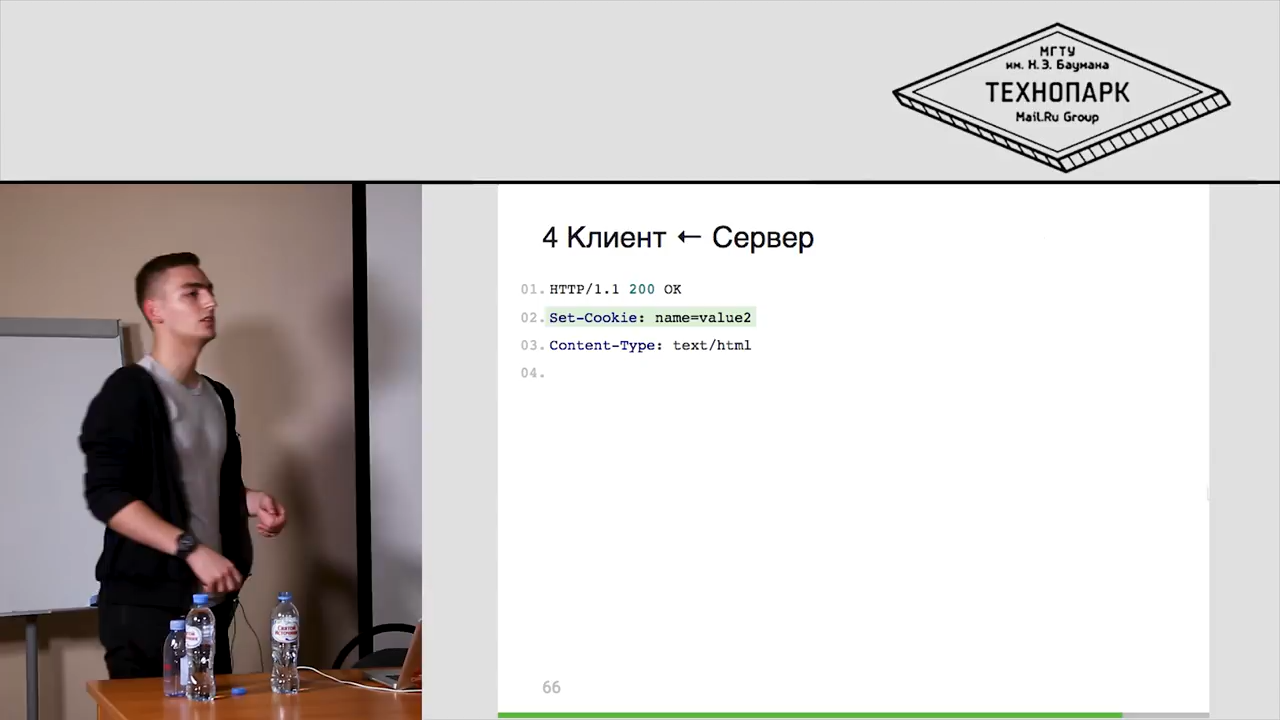 МГТУ
им. Н.Э. Баумана
ТЕХНОПАРК
Mail.Ru Group
4 Клиент ← Сервер
01. HTTP/1.1 200 OK
02. Set-Cookie: name=value2
03. Content-Type: text/html
04.
66